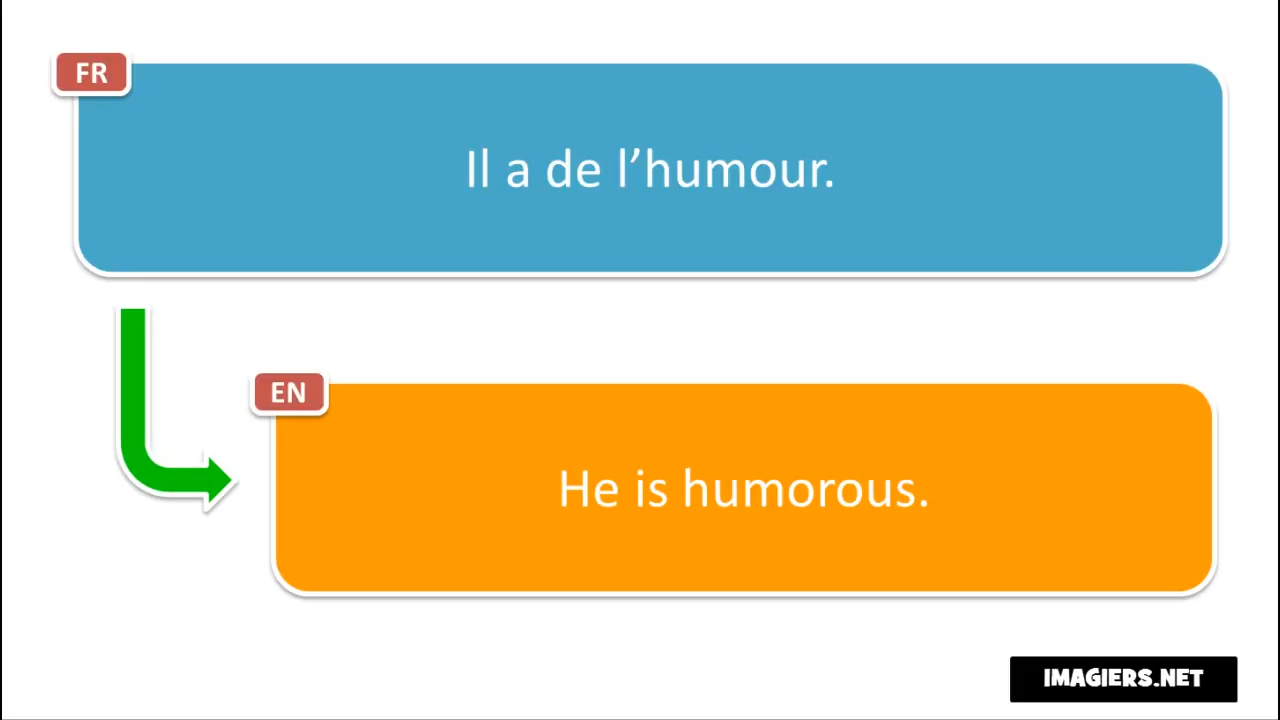 FR
Il a de l’humour.
EN
He is humorous.
IMAGIERS.NET